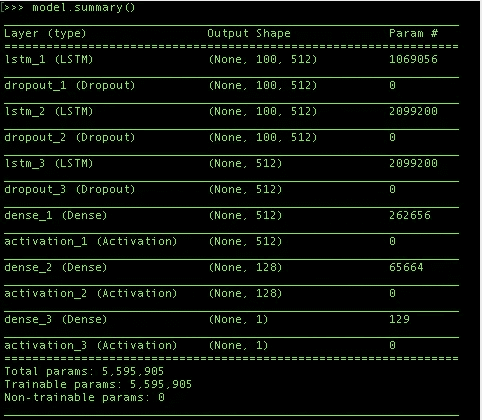 >>> model.summary()
Layer (type) Output Shape Param #
lstm_1 (LSTM) (None, 100, 512) 1069056
dropout_1 (Dropout) (None, 100, 512) 0
lstm_2 (LSTM) (None, 100, 512) 2099200
dropout_2 (Dropout) (None, 100, 512) 0
lstm_3 (LSTM) (None, 512) 2099200
dropout_3 (Dropout) (None, 512) 0
dense_1 (Dense) (None, 512) 262656
activation_1 (Activation) (None, 512) 0
dense_2 (Dense) (None, 128) 65664
activation_2 (Activation) (None, 128) 0
dense_3 (Dense) (None, 1) 129
activation_3 (Activation) (None, 1) 0
Total params: 5,595,905
Trainable params: 5,595,905
Non-trainable params: 0